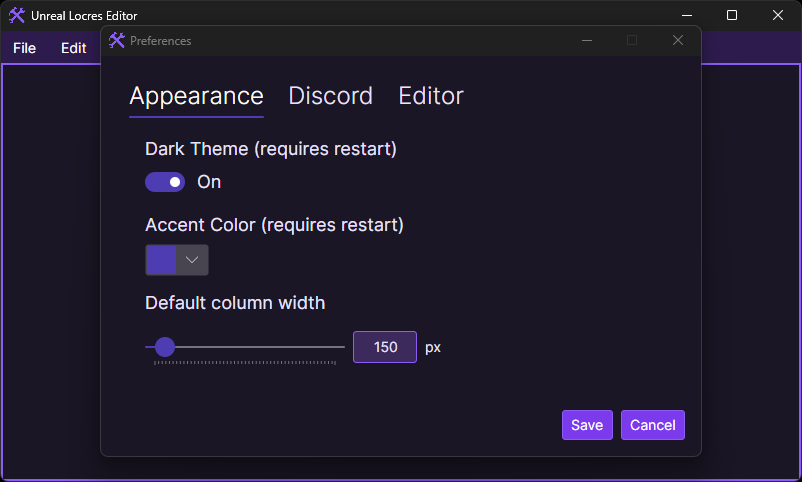 Unreal Locres Editor
File Edit
Preferences
Appearance Discord Editor
Dark Theme (requires restart)
On
Accent Color (requires restart)
Default column width
150 px
Save Cancel